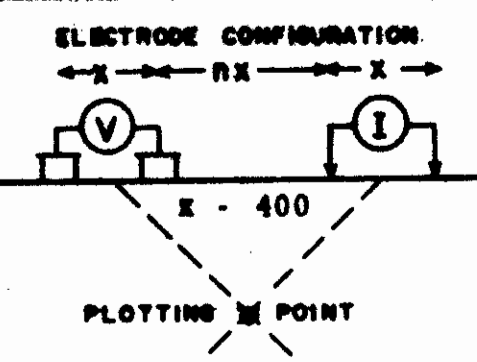 ELECTRODE CONFIGURATION
X nX X
V I
X - 400
PLOTTING POINT